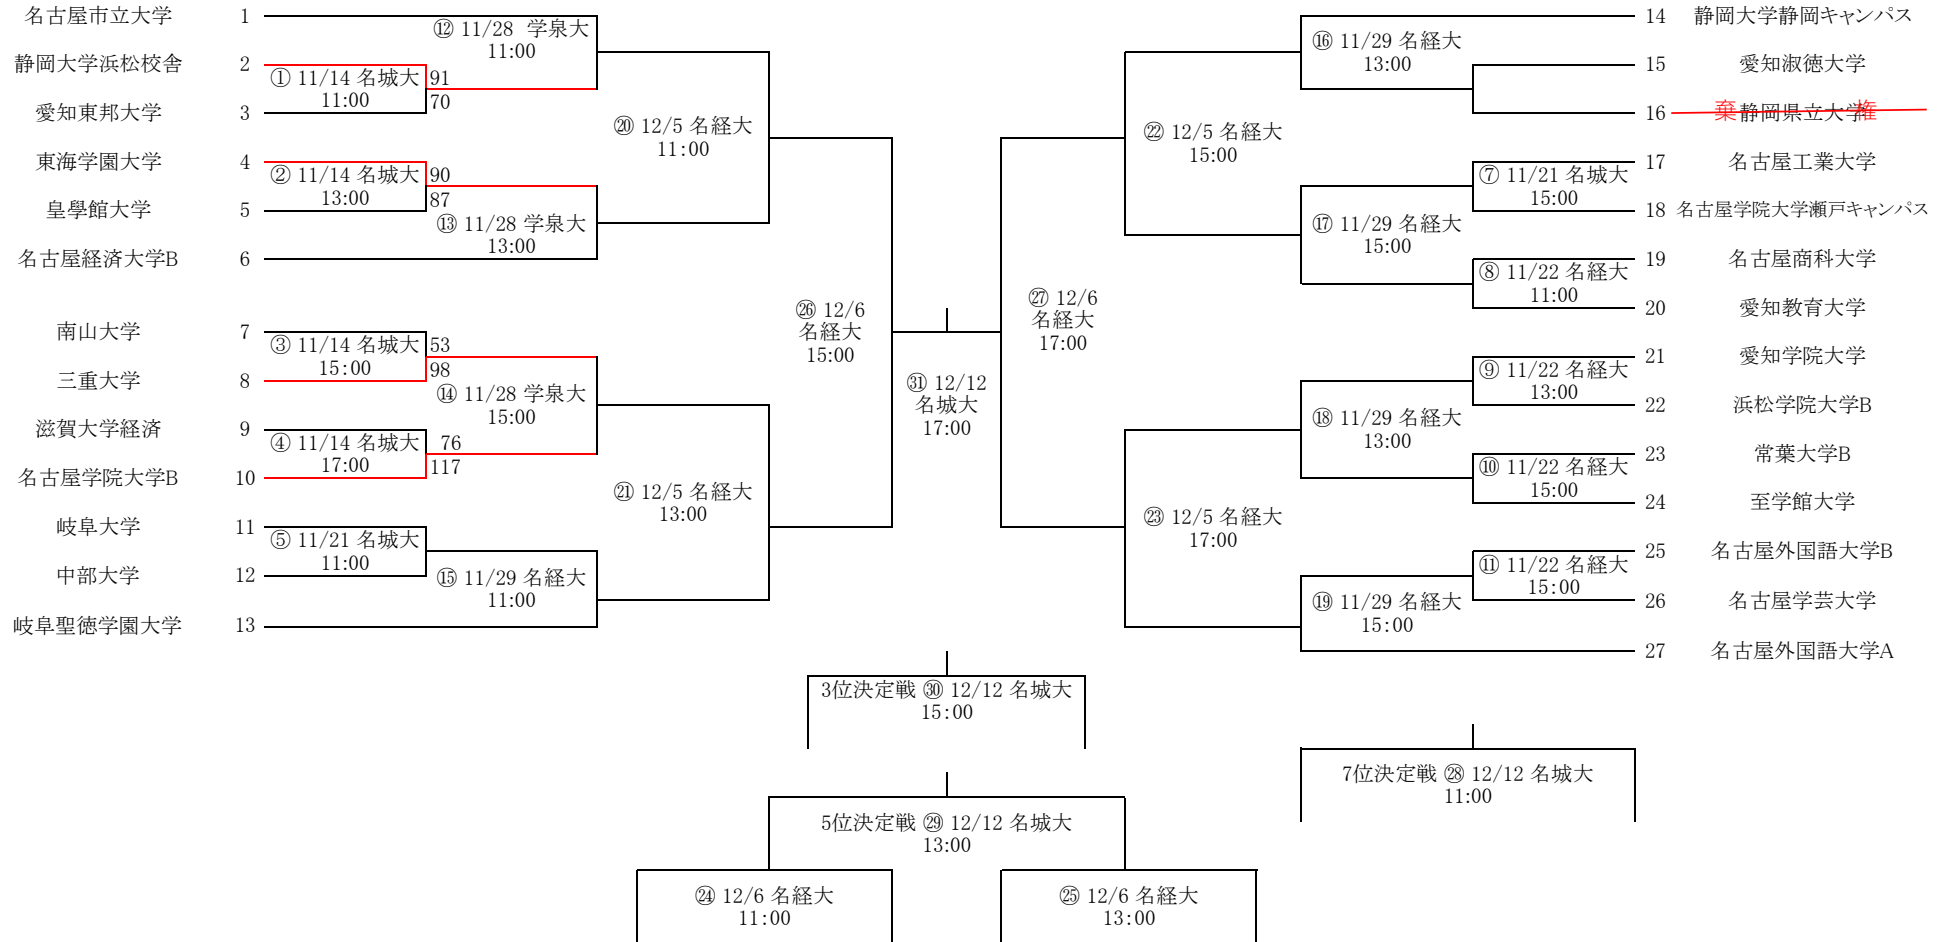 名古屋市立大学 1
⑫ 11/28 学泉大
11:00
静岡大学浜松校舎 2
① 11/14 名城大
11:00
91
70
愛知東邦大学 3
⑳ 12/5 名経大
11:00
東海学園大学 4
② 11/14 名城大
13:00
90
87
皇學館大学 5
⑬ 11/28 学泉大
13:00
名古屋経済大学B 6
㉖ 12/6
名経大
15:00
南山大学 7
③ 11/14 名城大
15:00
53
98
三重大学 8
⑭ 11/28 学泉大
15:00
滋賀大学経済 9
④ 11/14 名城大
17:00
76
117
名古屋学院大学B 10
㉑ 12/5 名経大
13:00
岐阜大学 11
⑤ 11/21 名城大
11:00
中部大学 12
⑮ 11/29 名経大
11:00
岐阜聖徳学園大学 13
㉛ 12/12
名城大
17:00
14 静岡大学静岡キャンパス
⑯ 11/29 名経大
13:00
15 愛知淑徳大学
16 静岡県立大学
棄 権
㉒ 12/5 名経大
15:00
17 名古屋工業大学
⑦ 11/21 名城大
15:00
18 名古屋学院大学瀬戸キャンパス
⑰ 11/29 名経大
15:00
19 名古屋商科大学
⑧ 11/22 名経大
11:00
20 愛知教育大学
㉗ 12/6
名経大
17:00
21 愛知学院大学
⑨ 11/22 名経大
13:00
22 浜松学院大学B
⑱ 11/29 名経大
13:00
23 常葉大学B
⑩ 11/22 名経大
15:00
24 至学館大学
㉓ 12/5 名経大
17:00
25 名古屋外国語大学B
⑪ 11/22 名経大
15:00
26 名古屋学芸大学
⑲ 11/29 名経大
15:00
27 名古屋外国語大学A
3位決定戦 ㉚ 12/12 名城大
15:00
7位決定戦 ㉘ 12/12 名城大
11:00
5位決定戦 ㉙ 12/12 名城大
13:00
㉔ 12/6 名経大
11:00
㉕ 12/6 名経大
13:00